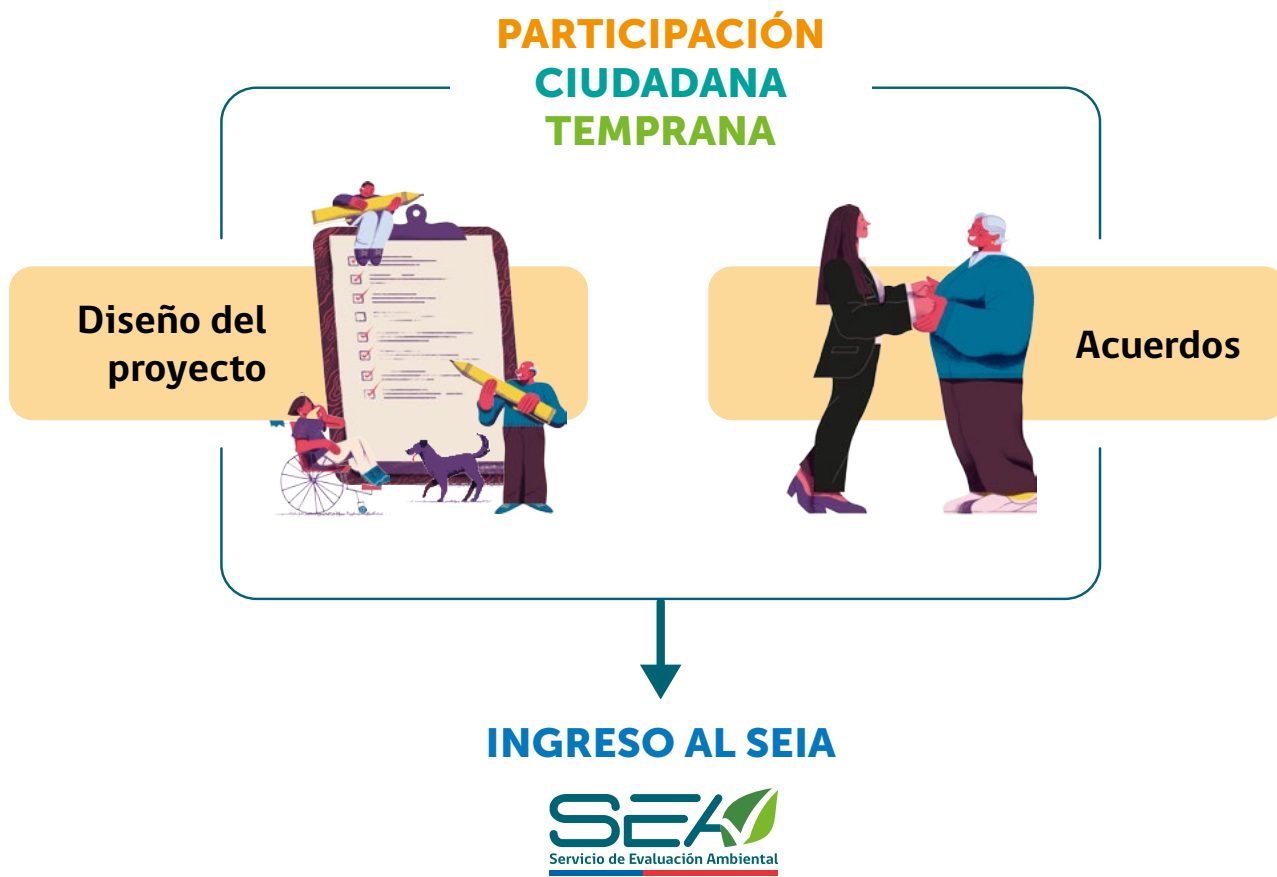 PARTICIPACIÓN
CIUDADANA
TEMPRANA
Diseño del
proyecto
Acuerdos
INGRESO AL SEIA
SEA
Servicio de Evaluación Ambiental